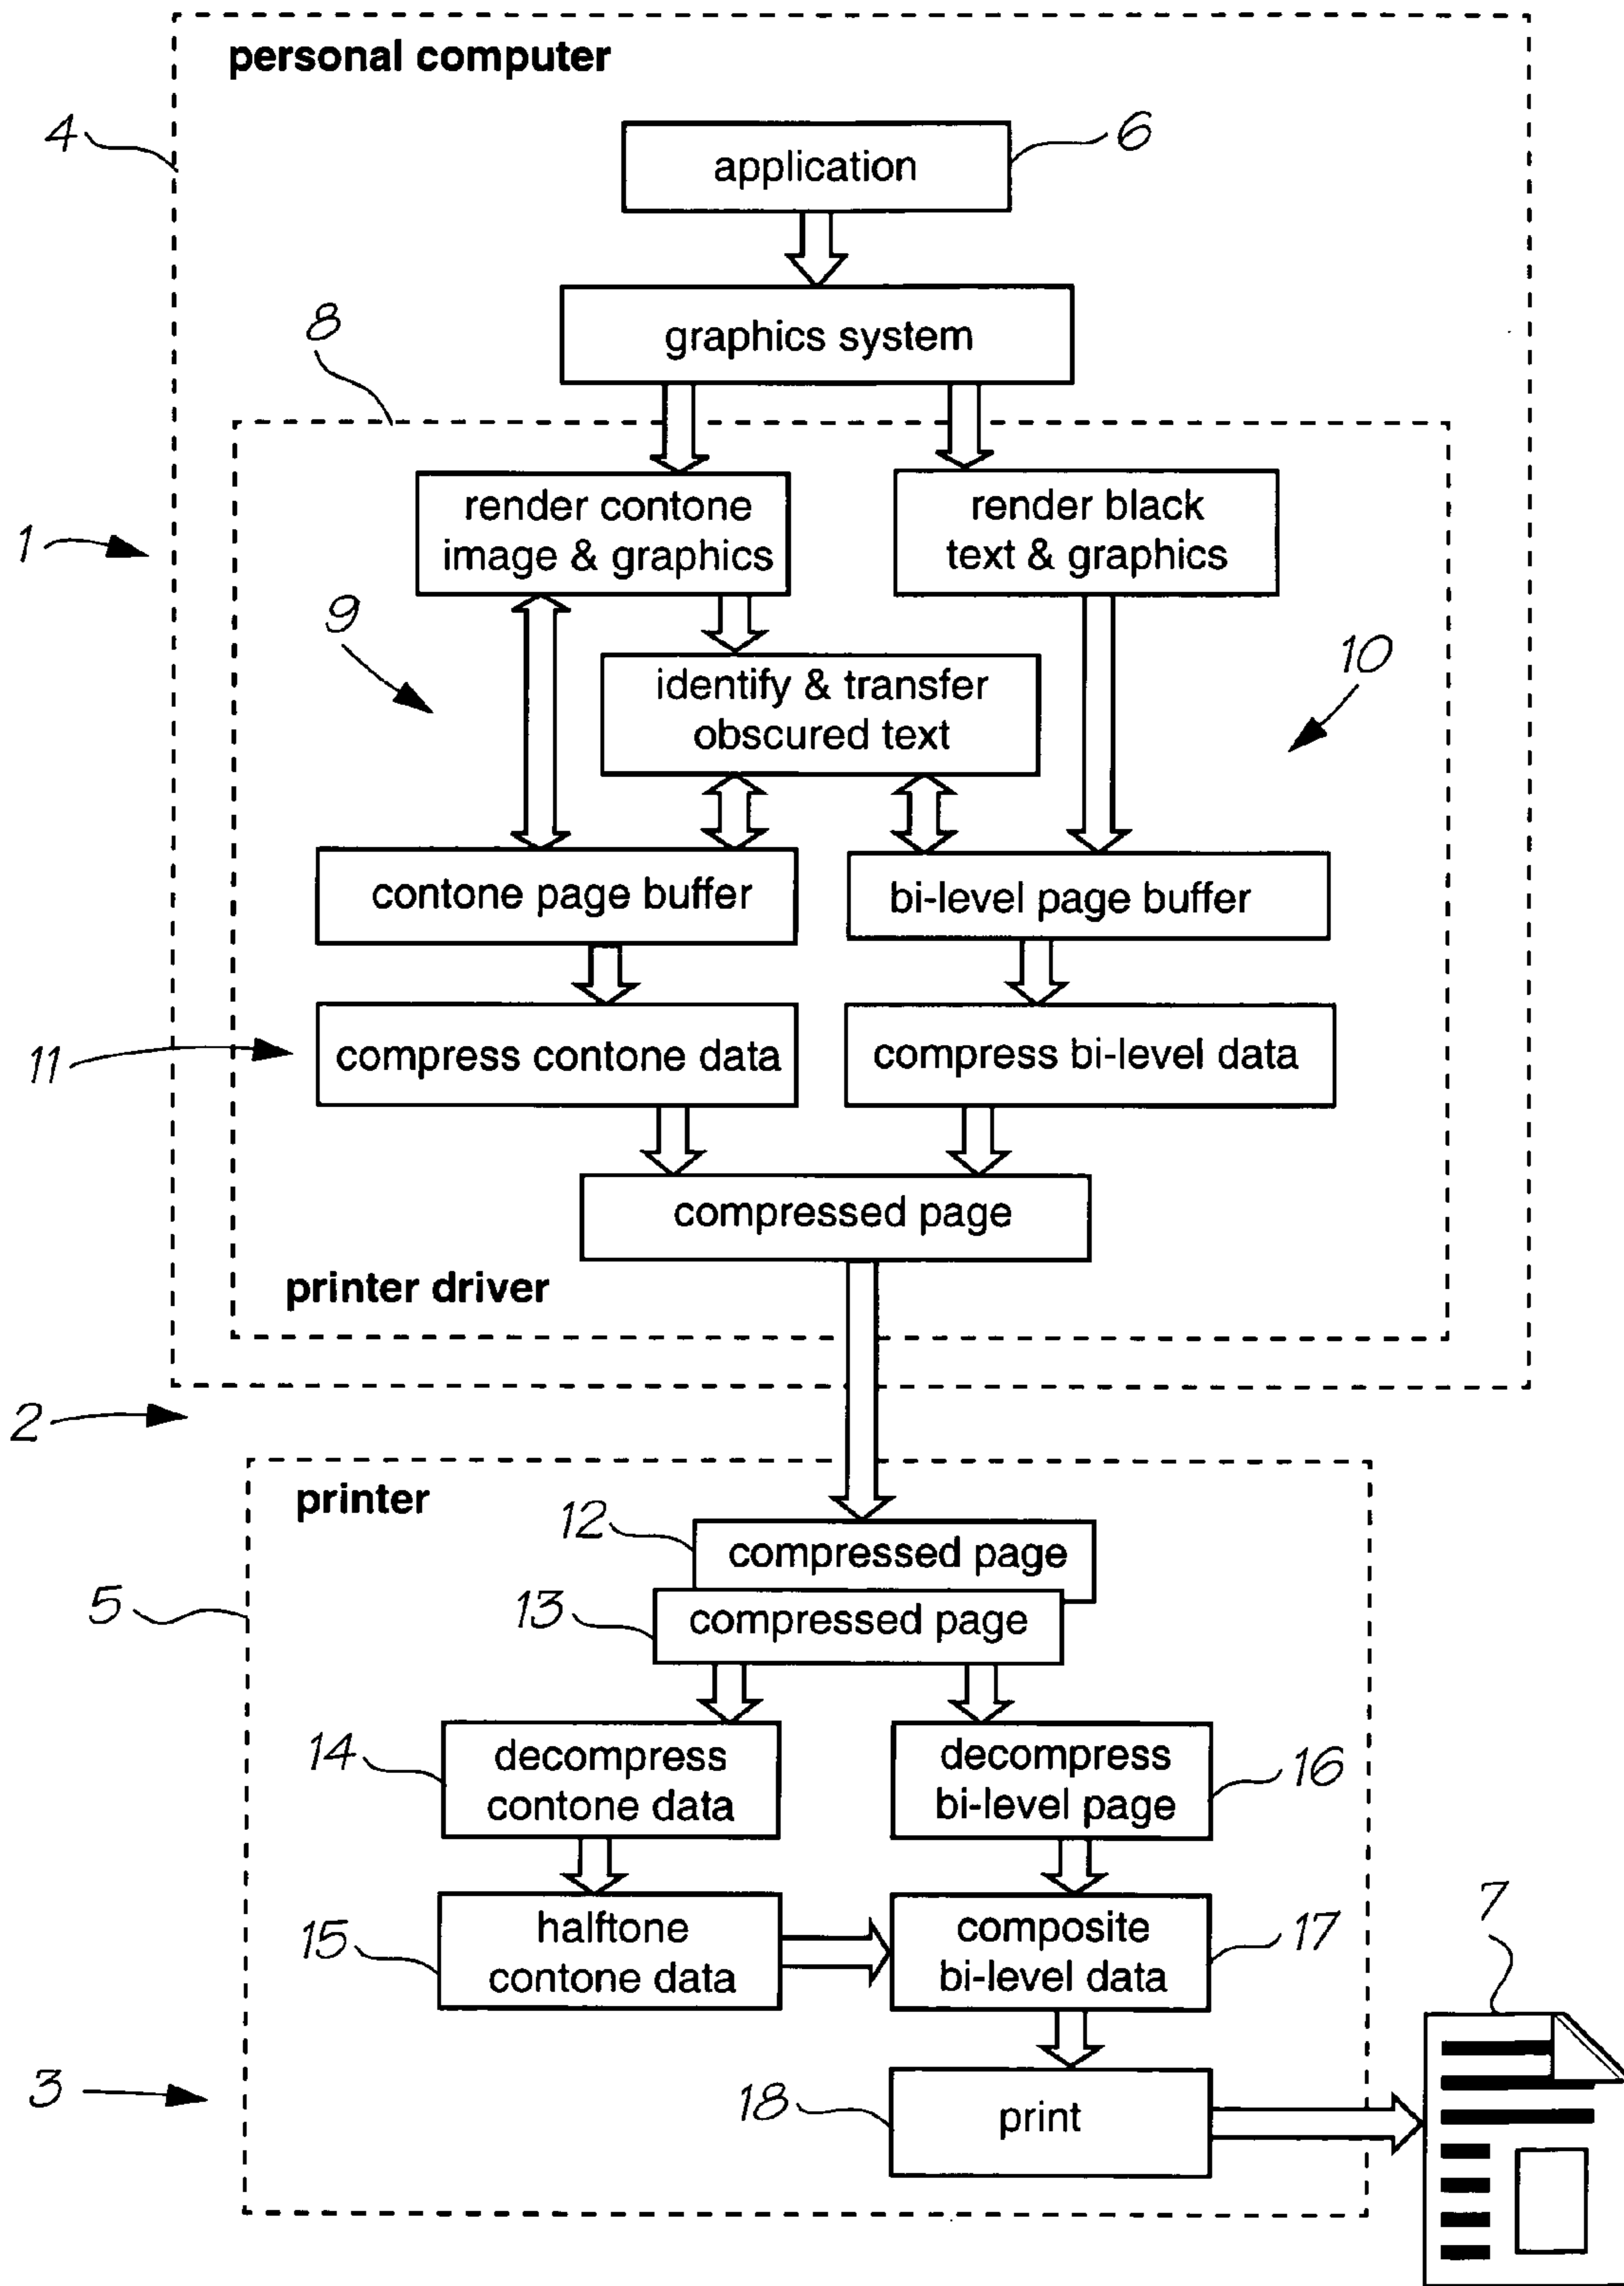 personal computer
4
application
6
graphics system
8
render contone
image & graphics
render black
text & graphics
1
9
identify & transfer
obscured text
10
contone page buffer
bi-level page buffer
11
compress contone data
compress bi-level data
compressed page
printer driver
2
printer
12
compressed page
5
13
compressed page
14
decompress
contone data
decompress
bi-level page
16
15
halftone
contone data
composite
bi-level data
17
7
3
18
print